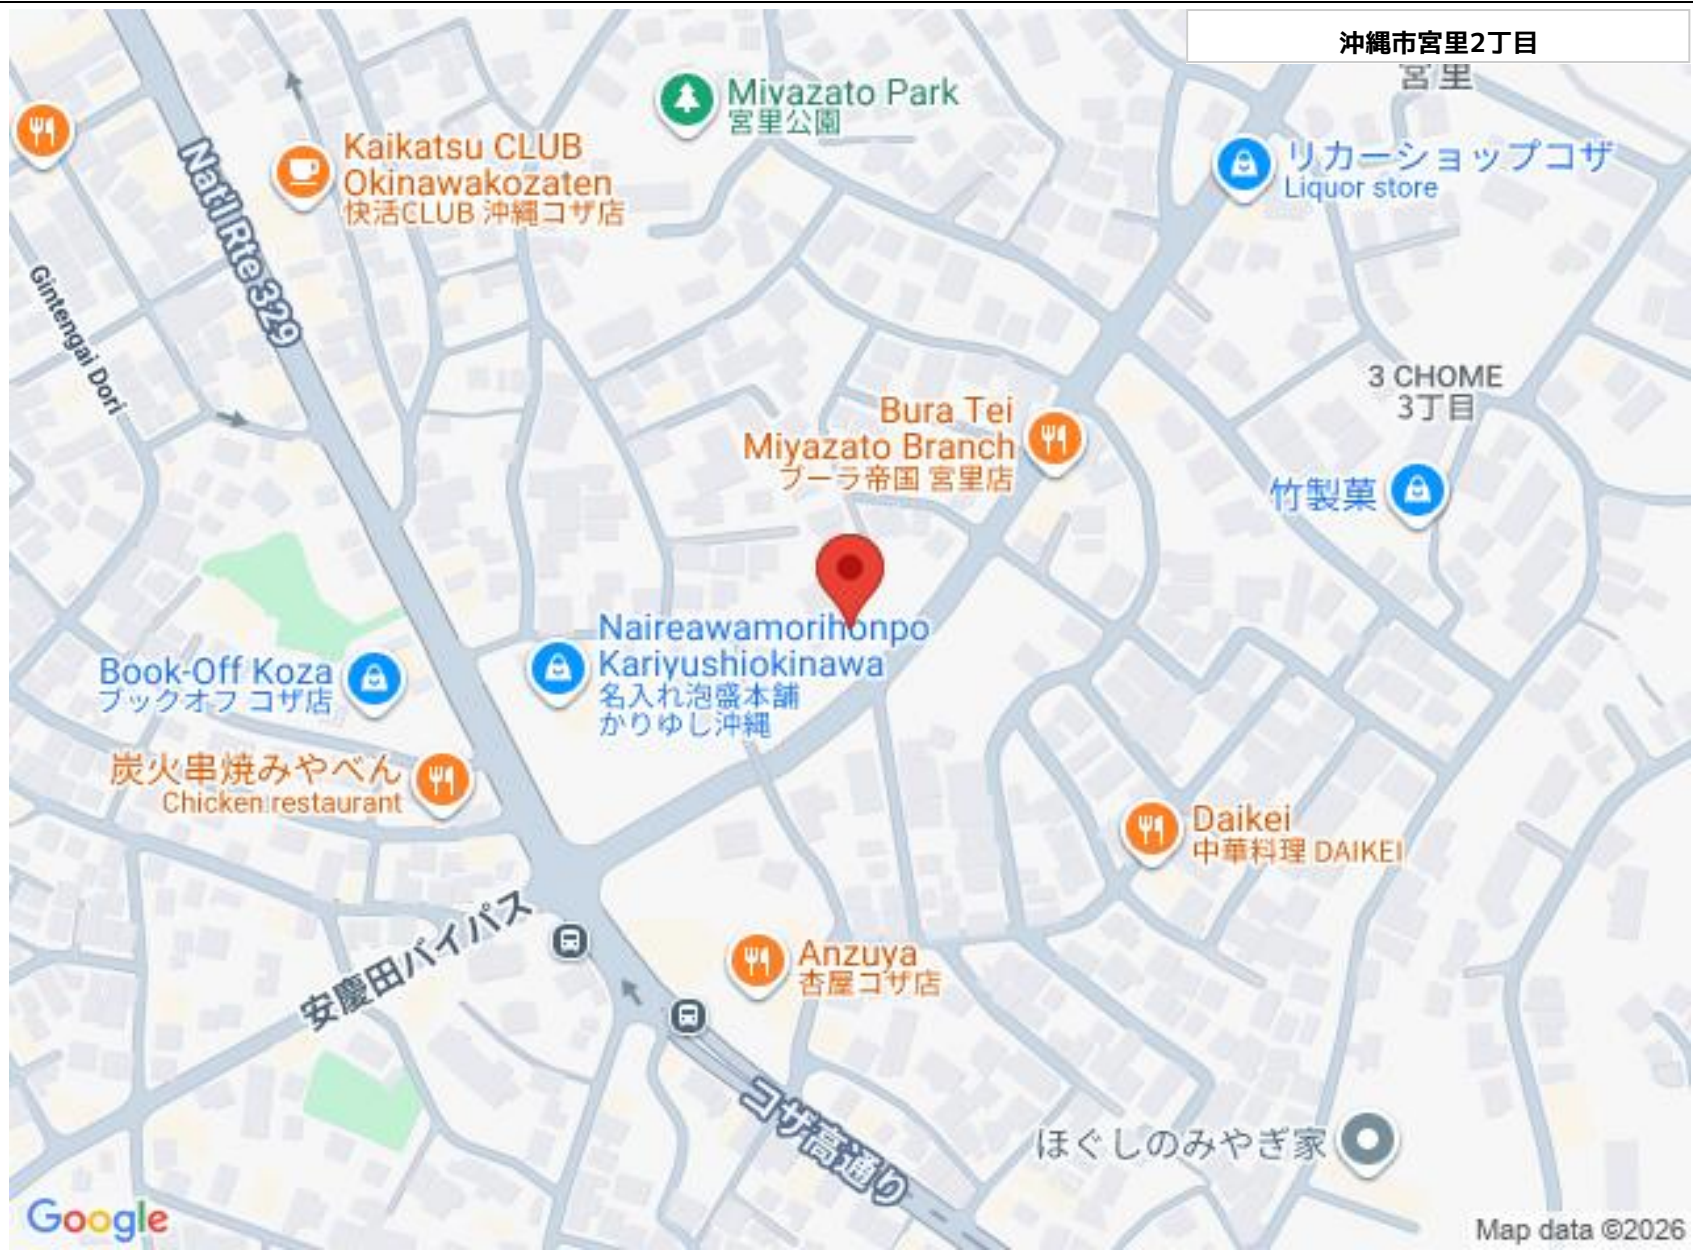 沖縄市宮里2丁目
宮里
Miyazato Park
宮里公園
リカーショップコザ
Liquor store
Kaikatsu CLUB
Okinawakozaten
快活CLUB 沖縄コザ店
Nat'l Rte 329
Gintengai Dori
3 CHOME
3丁目
Bura Tei
Miyazato Branch
ブーラ帝国 宮里店
竹製菓
Naireawamorihonpo
Kariyushiokinawa
名入れ泡盛本舗
かりゆし沖縄
Book-Off Koza
ブックオフ コザ店
炭火串焼みやべん
Chicken restaurant
Daikei
中華料理 DAIKEI
安慶田バイパス
Anzuya
杏屋コザ店
コザ高通り
ほぐしのみやぎ家
Google
Map data ©2026